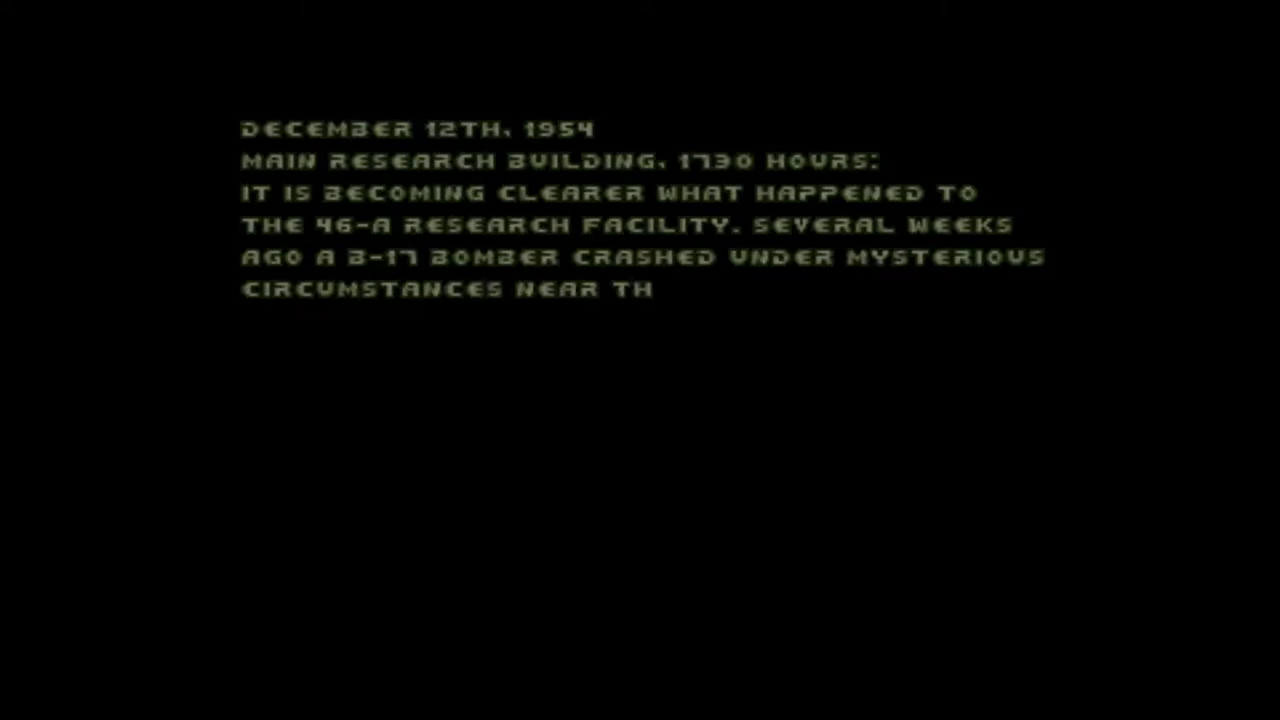 DECEMBER 12TH, 1954
MAIN RESEARCH BUILDING, 1730 HOURS:
IT IS BECOMING CLEARER WHAT HAPPENED TO
THE 46-A RESEARCH FACILITY. SEVERAL WEEKS
AGO A B-17 BOMBER CRASHED UNDER MYSTERIOUS
CIRCUMSTANCES NEAR TH